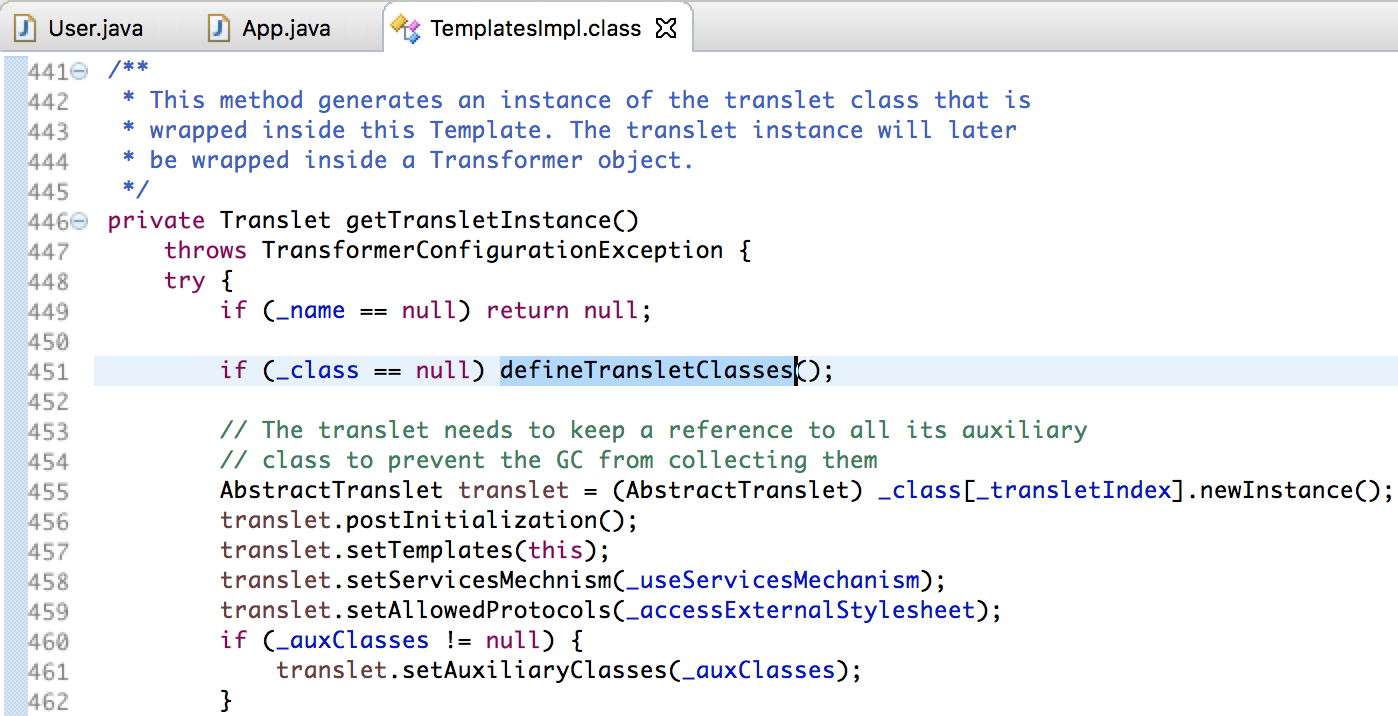 User.java App.java TemplatesImpl.class
441 /**
442 * This method generates an instance of the translet class that is
443 * wrapped inside this Template. The translet instance will later
444 * be wrapped inside a Transformer object.
445 */
446 private Translet getTransletInstance()
447 throws TransformerConfigurationException {
448 try {
449 if (_name == null) return null;
450
451 if (_class == null) defineTransletClasses();
452
453 // The translet needs to keep a reference to all its auxiliary
454 // class to prevent the GC from collecting them
455 AbstractTranslet translet = (AbstractTranslet) _class[_transletIndex].newInstance();
456 translet.postInitialization();
457 translet.setTemplates(this);
458 translet.setServicesMechnism(_useServicesMechanism);
459 translet.setAllowedProtocols(_accessExternalStylesheet);
460 if (_auxClasses != null) {
461 translet.setAuxiliaryClasses(_auxClasses);
462 }